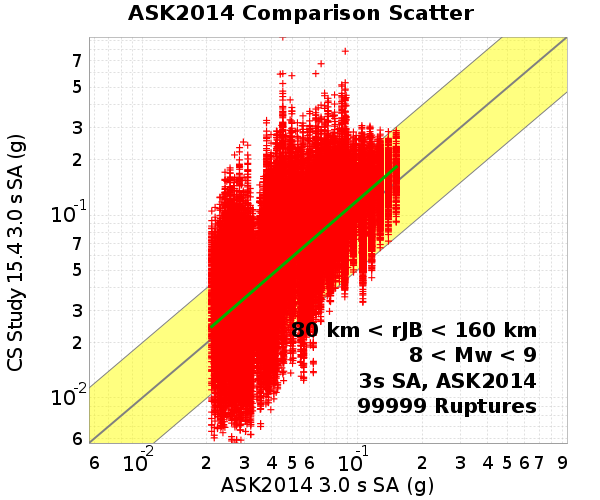 ASK2014 Comparison Scatter
CS Study 15.4 3.0 s SA (g)
7
5
3
2
10-1
7
5
3
2
10-2
6
80 km < rJB < 160 km
8 < Mw < 9
3s SA, ASK2014
99999 Ruptures
6 10-2 2 3 4 5 6 10-1 2 3 4 5 6 7 9
ASK2014 3.0 s SA (g)